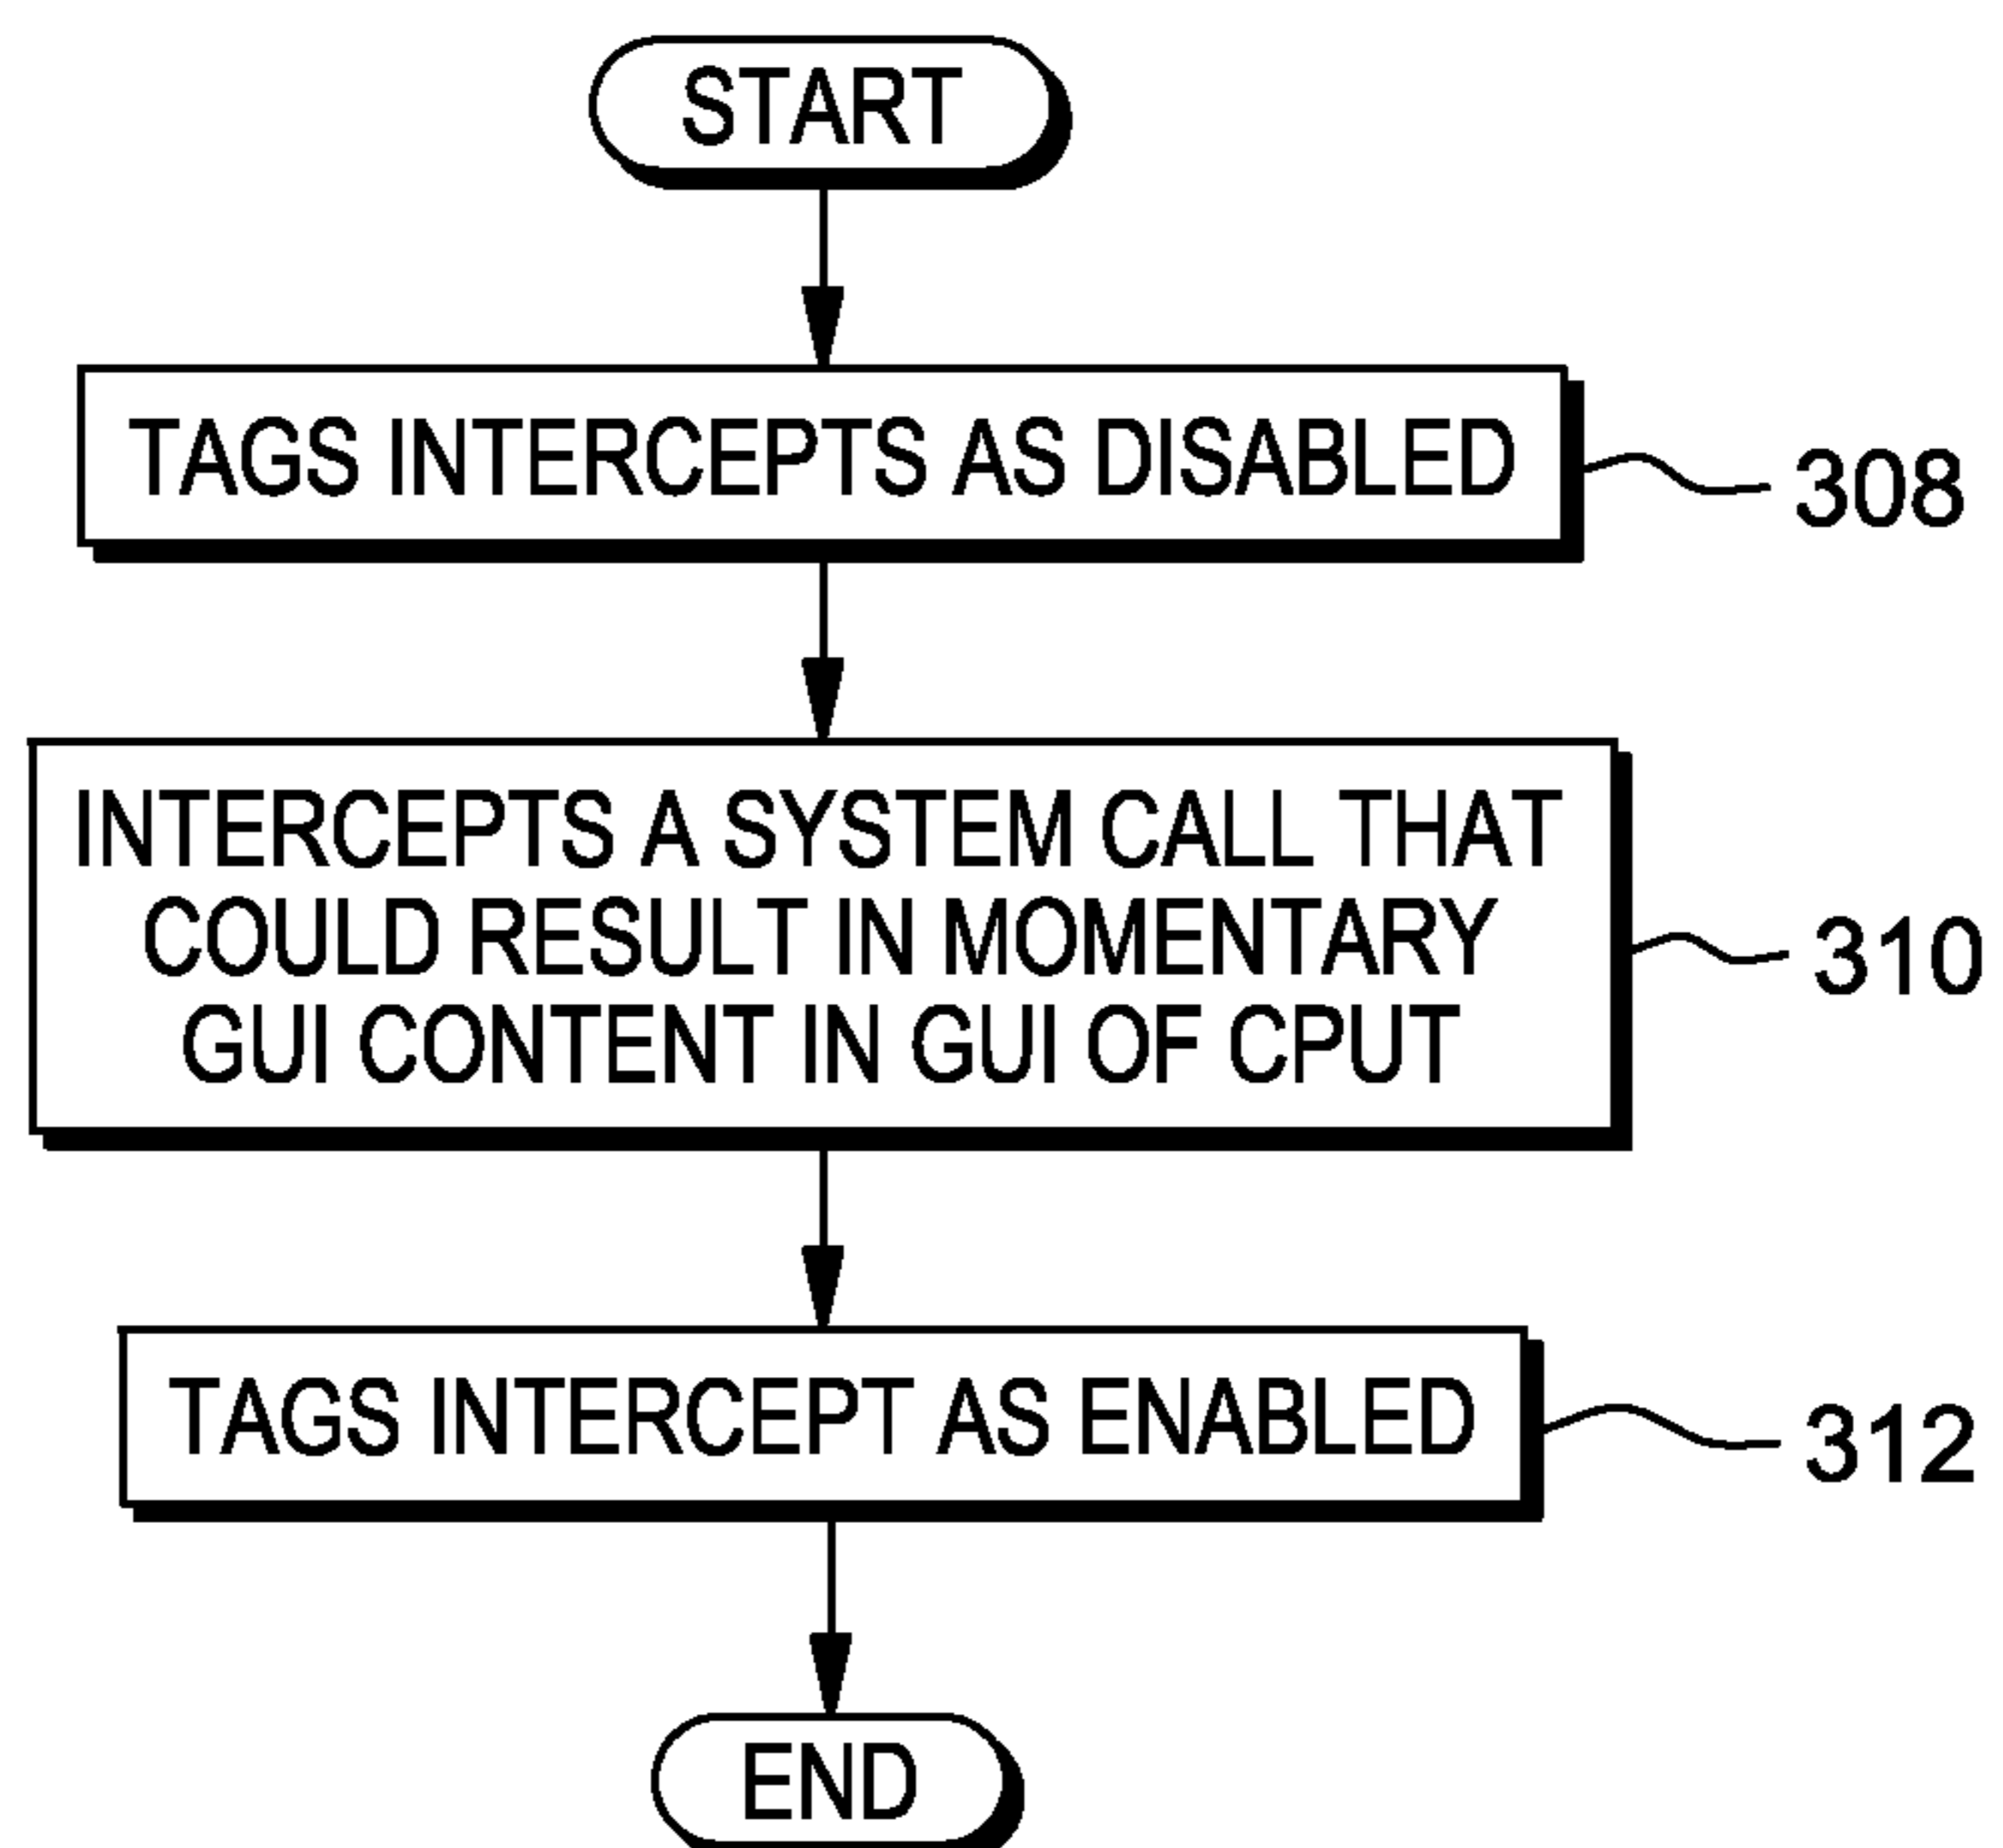 START
TAGS INTERCEPTS AS DISABLED
308
INTERCEPTS A SYSTEM CALL THAT
COULD RESULT IN MOMENTARY
GUI CONTENT IN GUI OF CPUT
310
TAGS INTERCEPT AS ENABLED
312
END